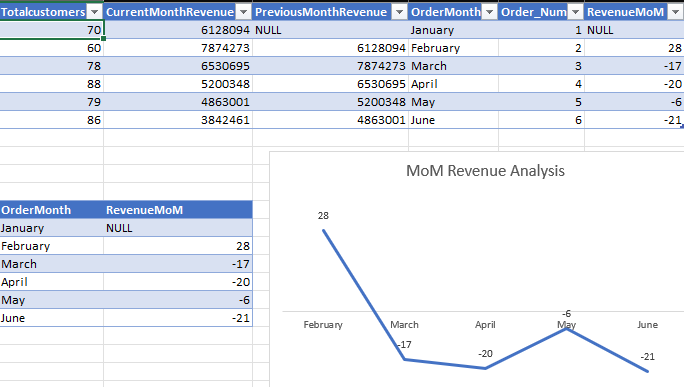 Totalcustomers CurrentMonthRevenue PreviousMonthRevenue OrderMonth Order_Num RevenueMoM
70 6128094 NULL January 1 NULL
60 7874273 6128094 February 2 28
78 6530695 7874273 March 3 -17
88 5200348 6530695 April 4 -20
79 4863001 5200348 May 5 -6
86 3842461 4863001 June 6 -21
MoM Revenue Analysis
OrderMonth RevenueMoM
January NULL
February 28
March -17
April -20
May -6
June -21
28
-6
February March April May June
-17
-20
-21